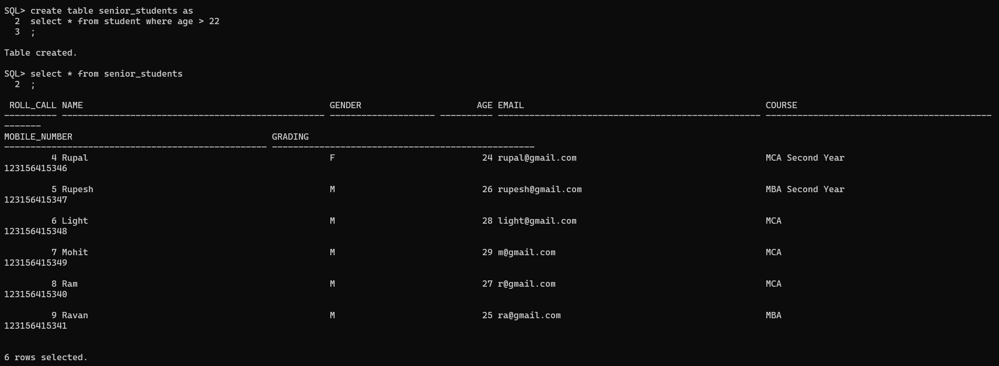 SQL> create table senior_students as
  2  select * from student where age > 22
  3  ;
Table created.
SQL> select * from senior_students
  2  ;
 ROLL_CALL NAME                                               GENDER                      AGE EMAIL                                              COURSE
---------- -------------------------------------------------- -------------------- ---------- -------------------------------------------------- -------------------------------------------
-------
MOBILE_NUMBER                                      GRADING
-------------------------------------------------- --------------------------------------------------
         4 Rupal                                              F                            24 rupal@gmail.com                                    MCA Second Year
123156415346
         5 Rupesh                                             M                            26 rupesh@gmail.com                                   MBA Second Year
123156415347
         6 Light                                              M                            28 light@gmail.com                                    MCA
123156415348
         7 Mohit                                              M                            29 m@gmail.com                                        MCA
123156415349
         8 Ram                                                M                            27 r@gmail.com                                        MCA
123156415340
         9 Ravan                                              M                            25 ra@gmail.com                                       MBA
123156415341
6 rows selected.